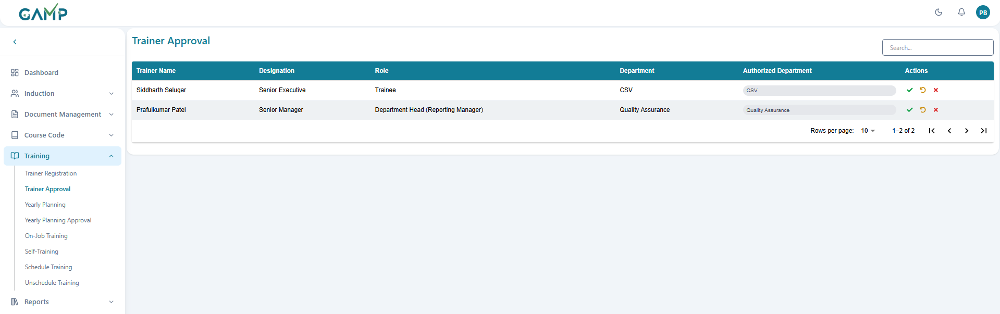 GAMP
PB
Trainer Approval
Search...
Dashboard
Induction
Document Management
Course Code
Training
Trainer Registration
Trainer Approval
Yearly Planning
Yearly Planning Approval
On-Job Training
Self-Training
Schedule Training
Unschedule Training
Reports
Trainer Name Designation Role Department Authorized Department Actions
Siddharth Selugar Senior Executive Trainee CSV CSV
Prafulkumar Patel Senior Manager Department Head (Reporting Manager) Quality Assurance Quality Assurance
Rows per page: 10 1–2 of 2